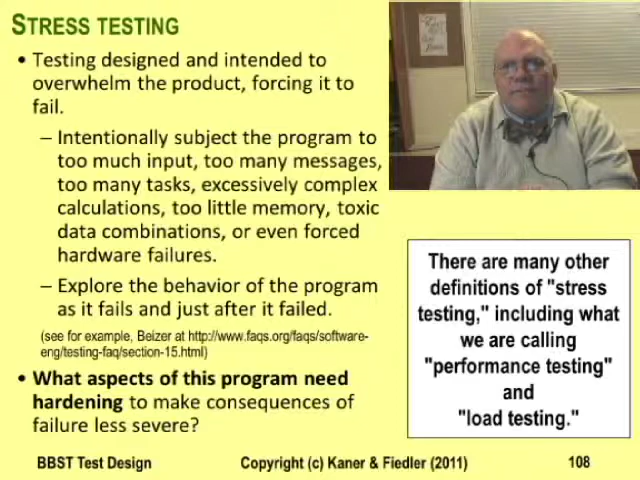 STRESS TESTING
• Testing designed and intended to
overwhelm the product, forcing it to
fail.
– Intentionally subject the program to
too much input, too many messages,
too many tasks, excessively complex
calculations, too little memory, toxic
data combinations, or even forced
hardware failures.
– Explore the behavior of the program
as it fails and just after it failed.
(see for example, Beizer at http://www.faqs.org/faqs/software-
eng/testing-faq/section-15.html)
• What aspects of this program need
hardening to make consequences of
failure less severe?
There are many other
definitions of "stress
testing," including what
we are calling
"performance testing"
and
"load testing."
BBST Test Design
Copyright (c) Kaner & Fiedler (2011)
108